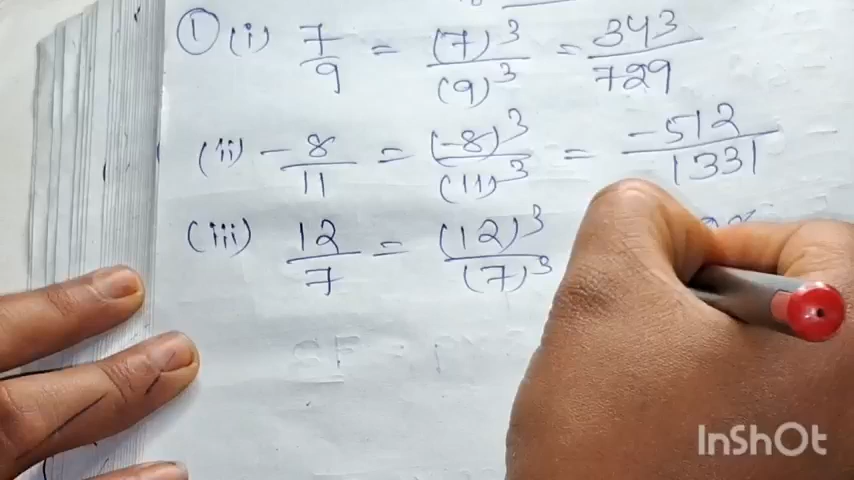 ① (i) 7/9 = (7)³/(9)³ = 343/729
(ii) -8/11 = (-8)³/(11)³ = -512/1331
(iii) 12/7 = (12)³/(7)³
InShOt